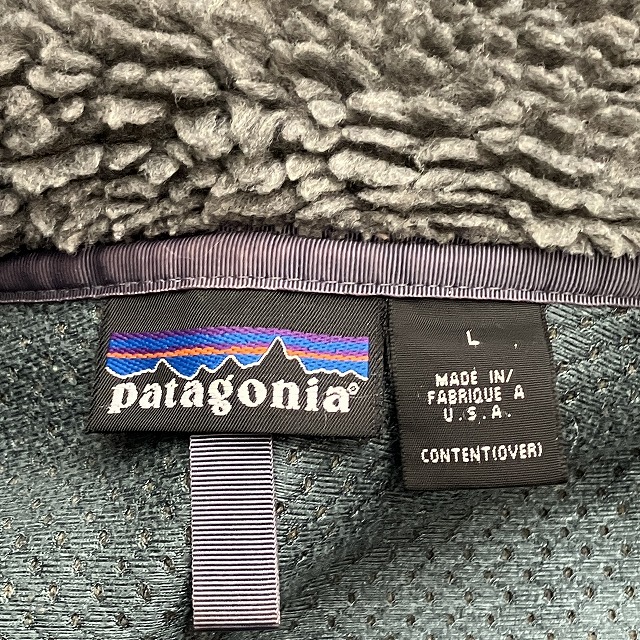 patagonia®
L
MADE IN/
FABRIQUE A
U.S.A.
CONTENT(OVER)